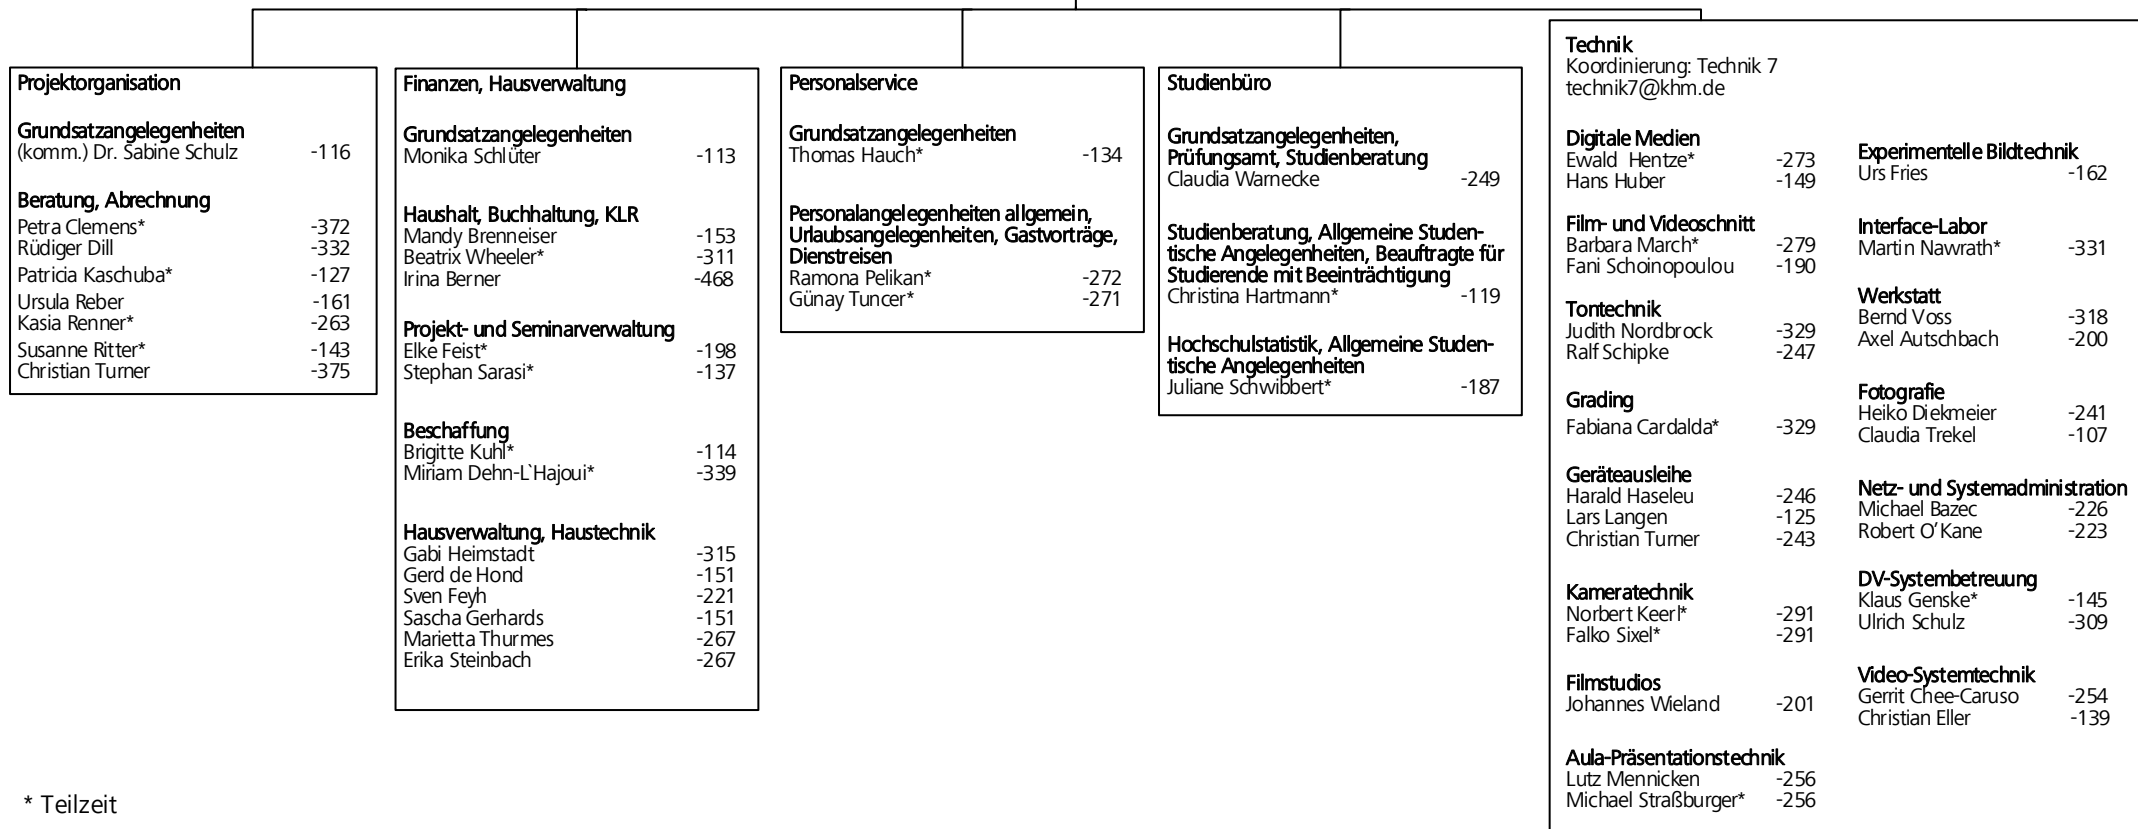 Projektorganisation
Grundsatzangelegenheiten
(komm.) Dr. Sabine Schulz -116
Beratung, Abrechnung
Petra Clemens* -372
Rüdiger Dill -332
Patricia Kaschuba* -127
Ursula Reber -161
Kasia Renner* -263
Susanne Ritter* -143
Christian Turner -375
Finanzen, Hausverwaltung
Grundsatzangelegenheiten
Monika Schlüter -113
Haushalt, Buchhaltung, KLR
Mandy Brenneiser -153
Beatrix Wheeler* -311
Irina Berner -468
Projekt- und Seminarverwaltung
Elke Feist* -198
Stephan Sarasi* -137
Beschaffung
Brigitte Kuhl* -114
Miriam Dehn-L`Hajoui* -339
Hausverwaltung, Haustechnik
Gabi Heimstadt -315
Gerd de Hond -151
Sven Feyh -221
Sascha Gerhards -151
Marietta Thurmes -267
Erika Steinbach -267
Personalservice
Grundsatzangelegenheiten
Thomas Hauch* -134
Personalangelegenheiten allgemein,
Urlaubsangelegenheiten, Gastvorträge,
Dienstreisen
Ramona Pelikan* -272
Günay Tuncer* -271
Studienbüro
Grundsatzangelegenheiten,
Prüfungsamt, Studienberatung
Claudia Warnecke -249
Studienberatung, Allgemeine Studen-
tische Angelegenheiten, Beauftragte für
Studierende mit Beeinträchtigung
Christina Hartmann* -119
Hochschulstatistik, Allgemeine Studen-
tische Angelegenheiten
Juliane Schwibbert* -187
Technik
Koordinierung: Technik 7
technik7@khm.de
Digitale Medien
Ewald Hentze* -273
Hans Huber -149
Film- und Videoschnitt
Barbara March* -279
Fani Schoinopoulou -190
Tontechnik
Judith Nordbrock -329
Ralf Schipke -247
Grading
Fabiana Cardalda* -329
Geräteausleihe
Harald Haseleu -246
Lars Langen -125
Christian Turner -243
Kameratechnik
Norbert Keerl* -291
Falko Sixel* -291
Filmstudios
Johannes Wieland -201
Aula-Präsentationstechnik
Lutz Mennicken -256
Michael Straßburger* -256
Experimentelle Bildtechnik
Urs Fries -162
Interface-Labor
Martin Nawrath* -331
Werkstatt
Bernd Voss -318
Axel Autschbach -200
Fotografie
Heiko Diekmeier -241
Claudia Trekel -107
Netz- und Systemadministration
Michael Bazec -226
Robert O’Kane -223
DV-Systembetreuung
Klaus Genske* -145
Ulrich Schulz -309
Video-Systemtechnik
Gerrit Chee-Caruso -254
Christian Eller -139
* Teilzeit